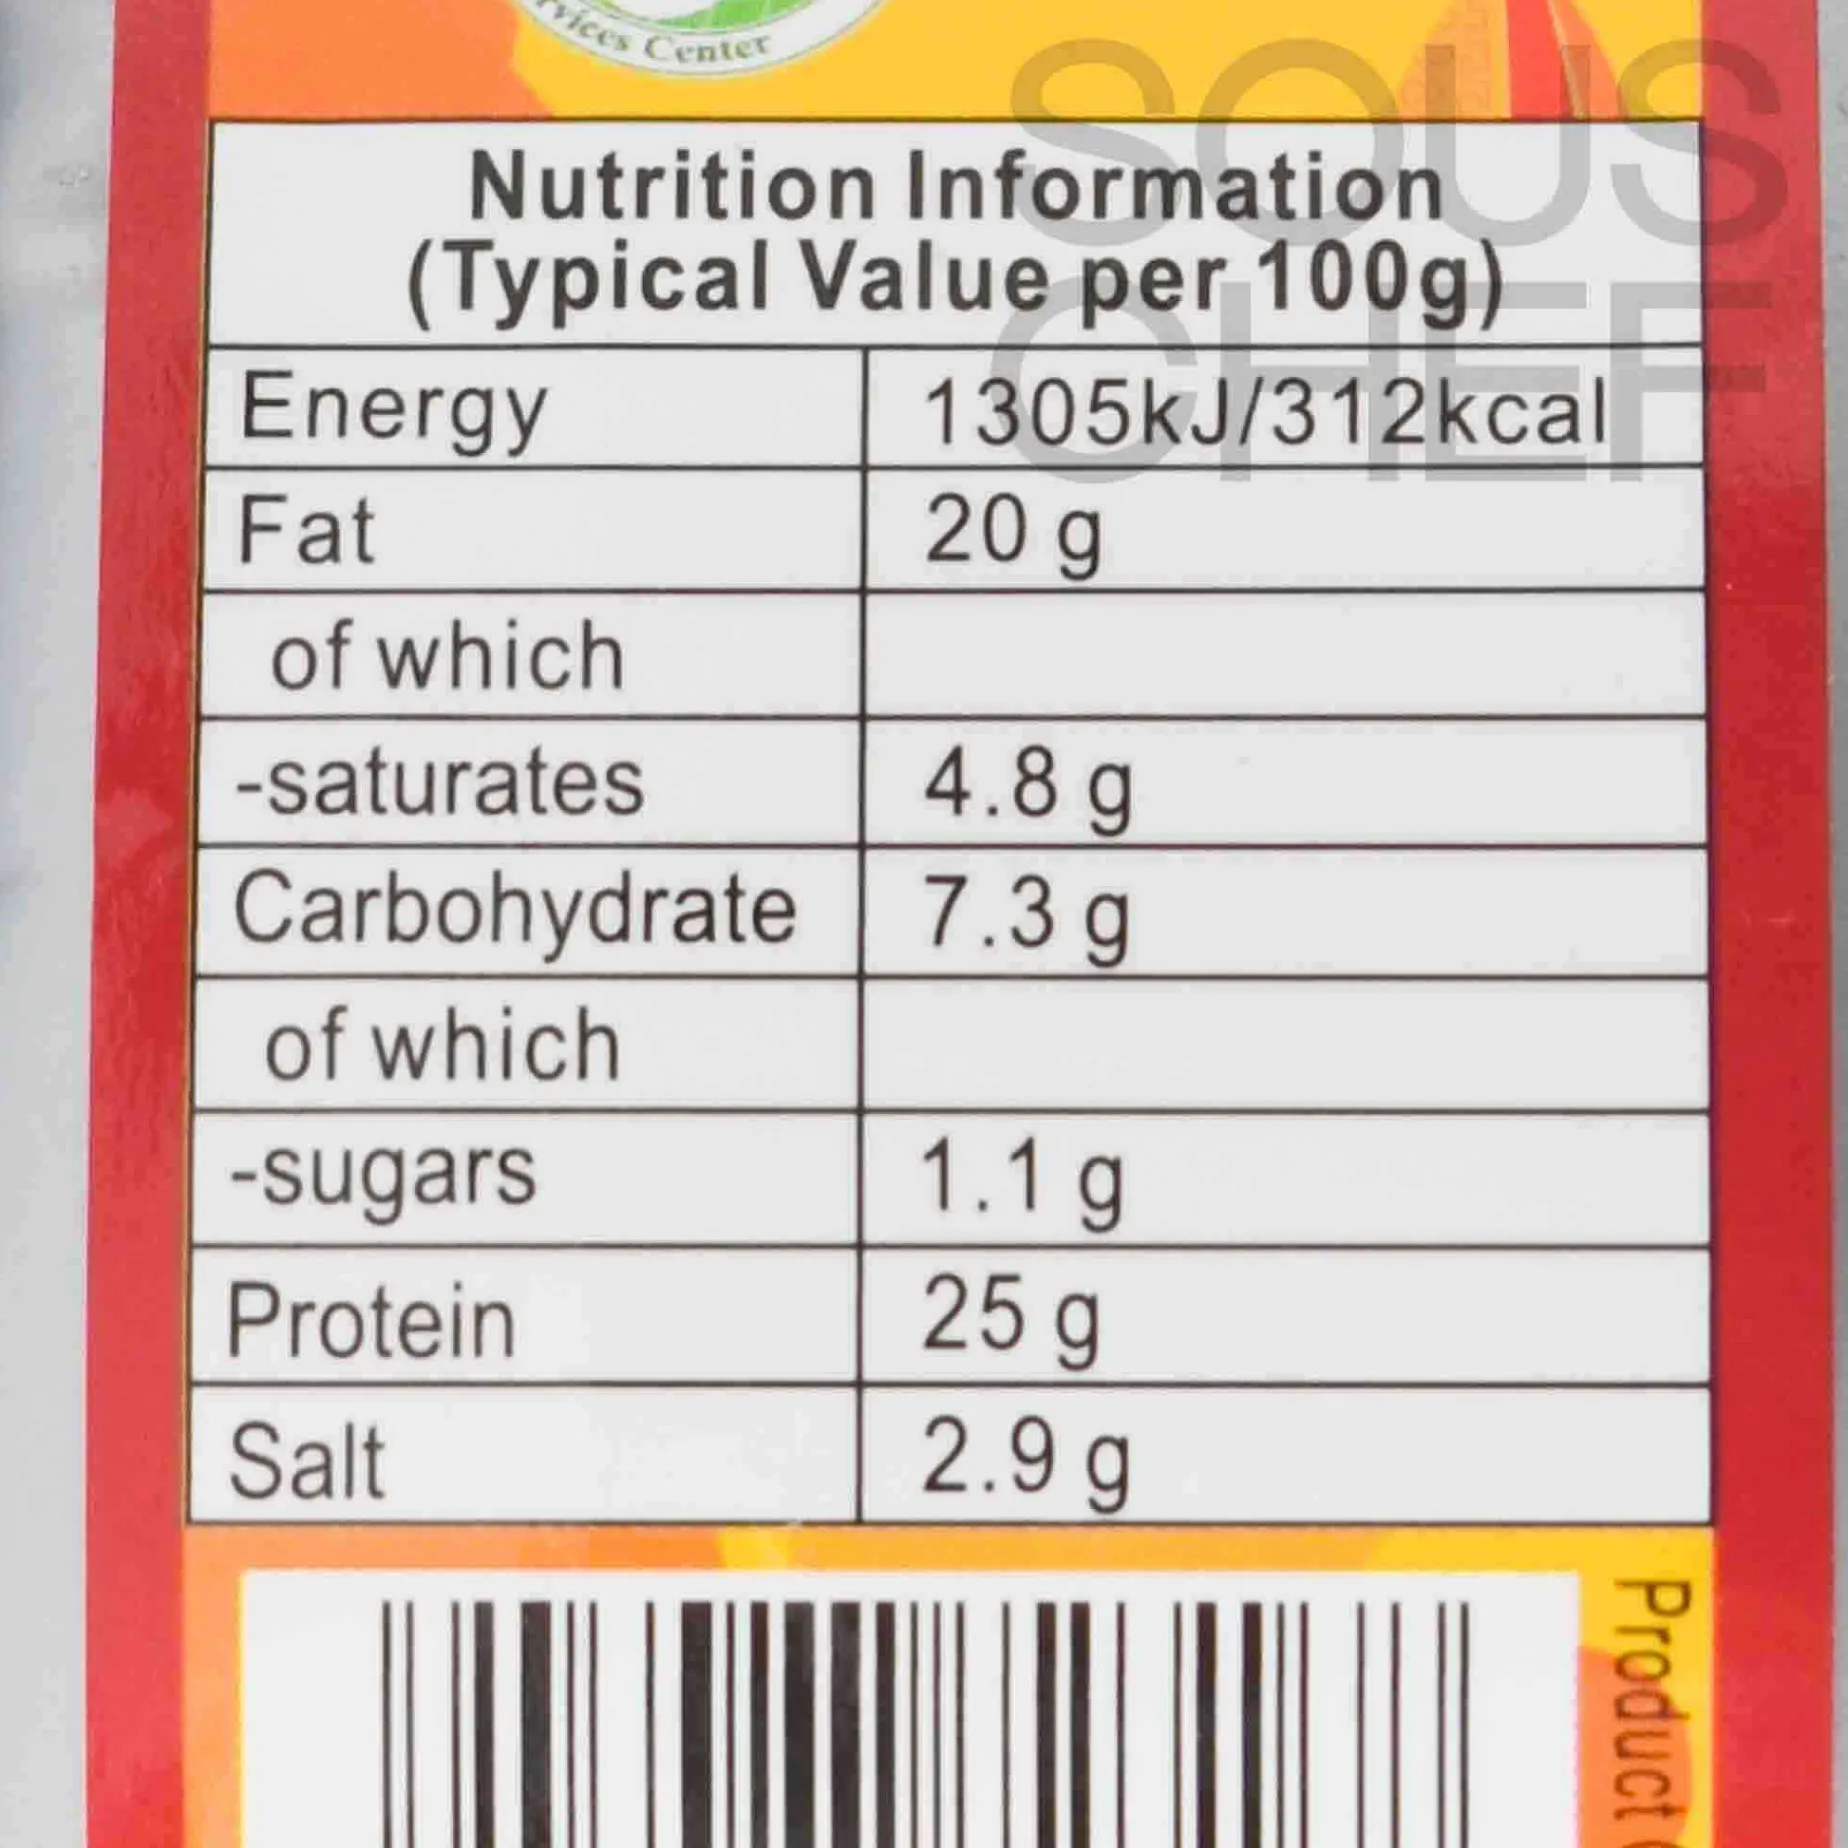 rvices Center
SOUS
CHEF
Nutrition Information
(Typical Value per 100g)
Energy 1305kJ/312kcal
Fat 20 g
of which
-saturates 4.8 g
Carbohydrate 7.3 g
of which
-sugars 1.1 g
Protein 25 g
Salt 2.9 g
Product